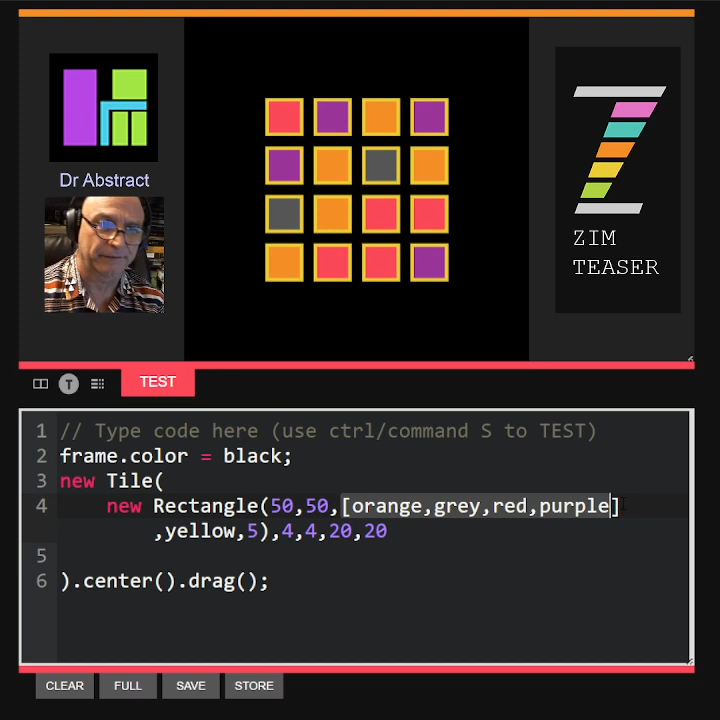 Dr Abstract
ZIM
TEASER
T
TEST
1 // Type code here (use ctrl/command S to TEST)
2 frame.color = black;
3 new Tile(
4 new Rectangle(50,50,[orange,grey,red,purple]
,yellow,5),4,4,20,20
5
6 ).center().drag();
CLEAR FULL SAVE STORE